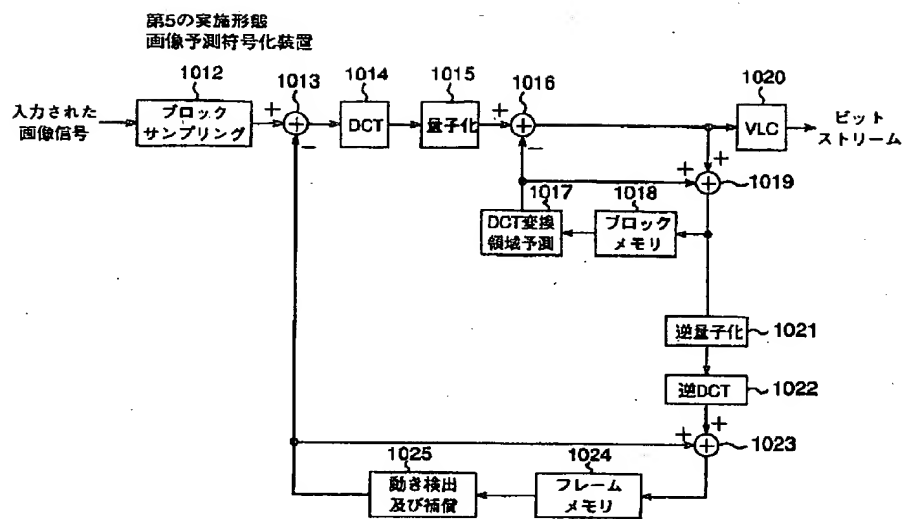 第5の実施形態
画像予測符号化装置
1012
1013
1014
1015
1016
1020
入力された
画像信号
ブロック
サンプリング
+
−
DCT
量子化
+
−
VLC
ビット
ストリーム
+
+
1019
1017
1018
DCT変換
領域予測
ブロック
メモリ
逆量子化
1021
逆DCT
1022
+
+
1023
1025
1024
動き検出
及び補償
フレーム
メモリ